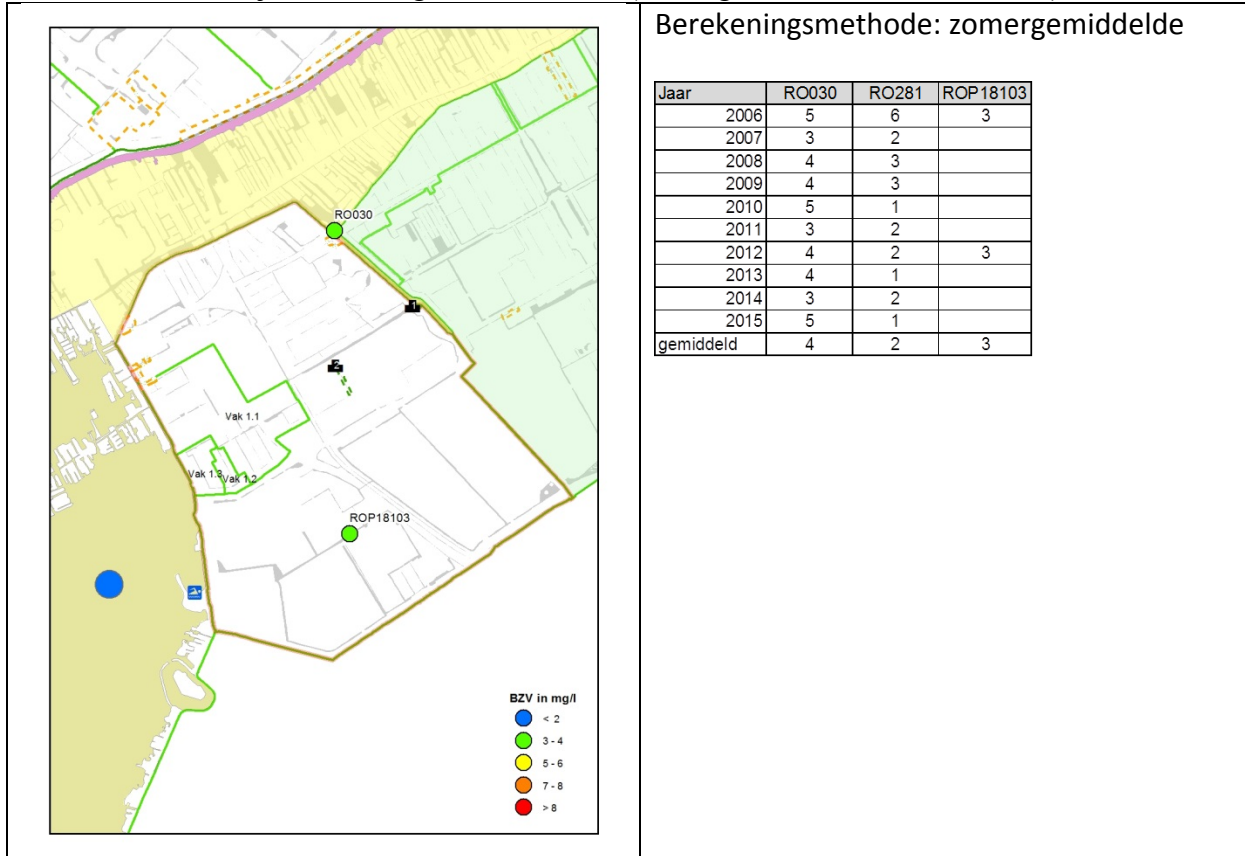 Berekeningsmethode: zomergemiddelde
Jaar RO030 RO281 ROP18103
2006 5 6 3
2007 3 2
2008 4 3
2009 4 3
2010 5 1
2011 3 2
2012 4 2 3
2013 4 1
2014 3 2
2015 5 1
gemiddeld 4 2 3
RO030
1
2
Vak 1.1
Vak 1.3
Vak 1.2
ROP18103
BZV in mg/l
< 2
3 - 4
5 - 6
7 - 8
> 8